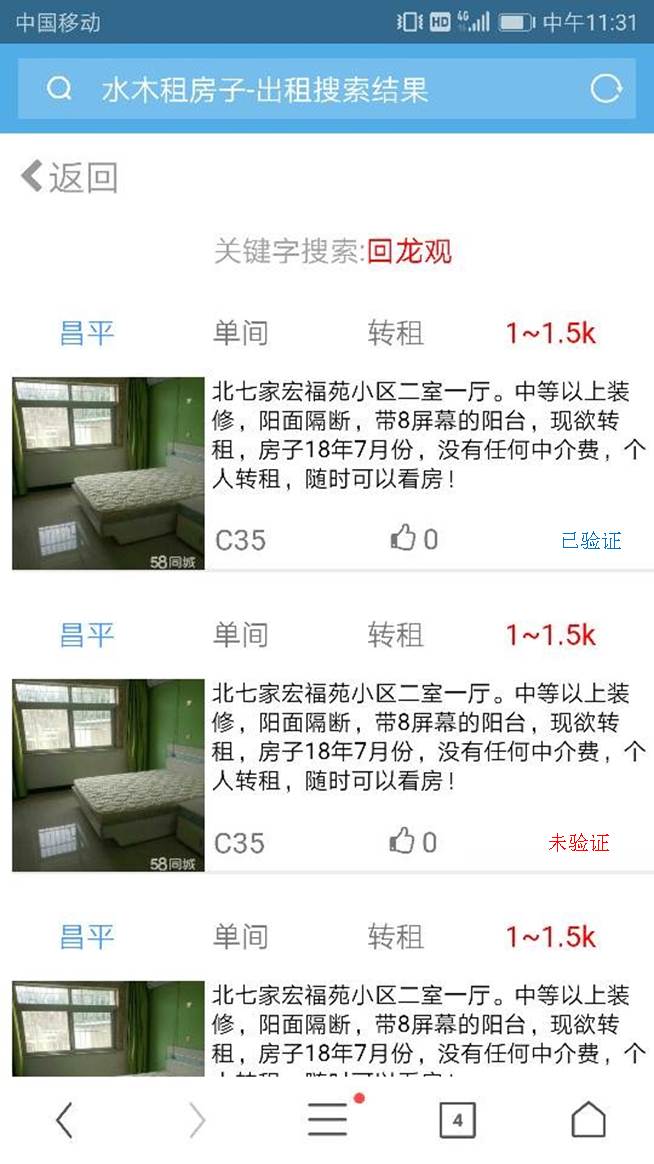 中国移动 HD 4G 中午11:31
水木租房子-出租搜索结果
返回
关键字搜索:回龙观
昌平 单间 转租 1~1.5k
北七家宏福苑小区二室一厅。中等以上装
修，阳面隔断，带8屏幕的阳台，现欲转
租，房子18年7月份，没有任何中介费，个
人转租，随时可以看房！
58同城
C35 0 已验证
昌平 单间 转租 1~1.5k
北七家宏福苑小区二室一厅。中等以上装
修，阳面隔断，带8屏幕的阳台，现欲转
租，房子18年7月份，没有任何中介费，个
人转租，随时可以看房！
58同城
C35 0 未验证
昌平 单间 转租 1~1.5k
北七家宏福苑小区二室一厅。中等以上装
修，阳面隔断，带8屏幕的阳台，现欲转
租，房子18年7月份，没有任何中介费，个
4